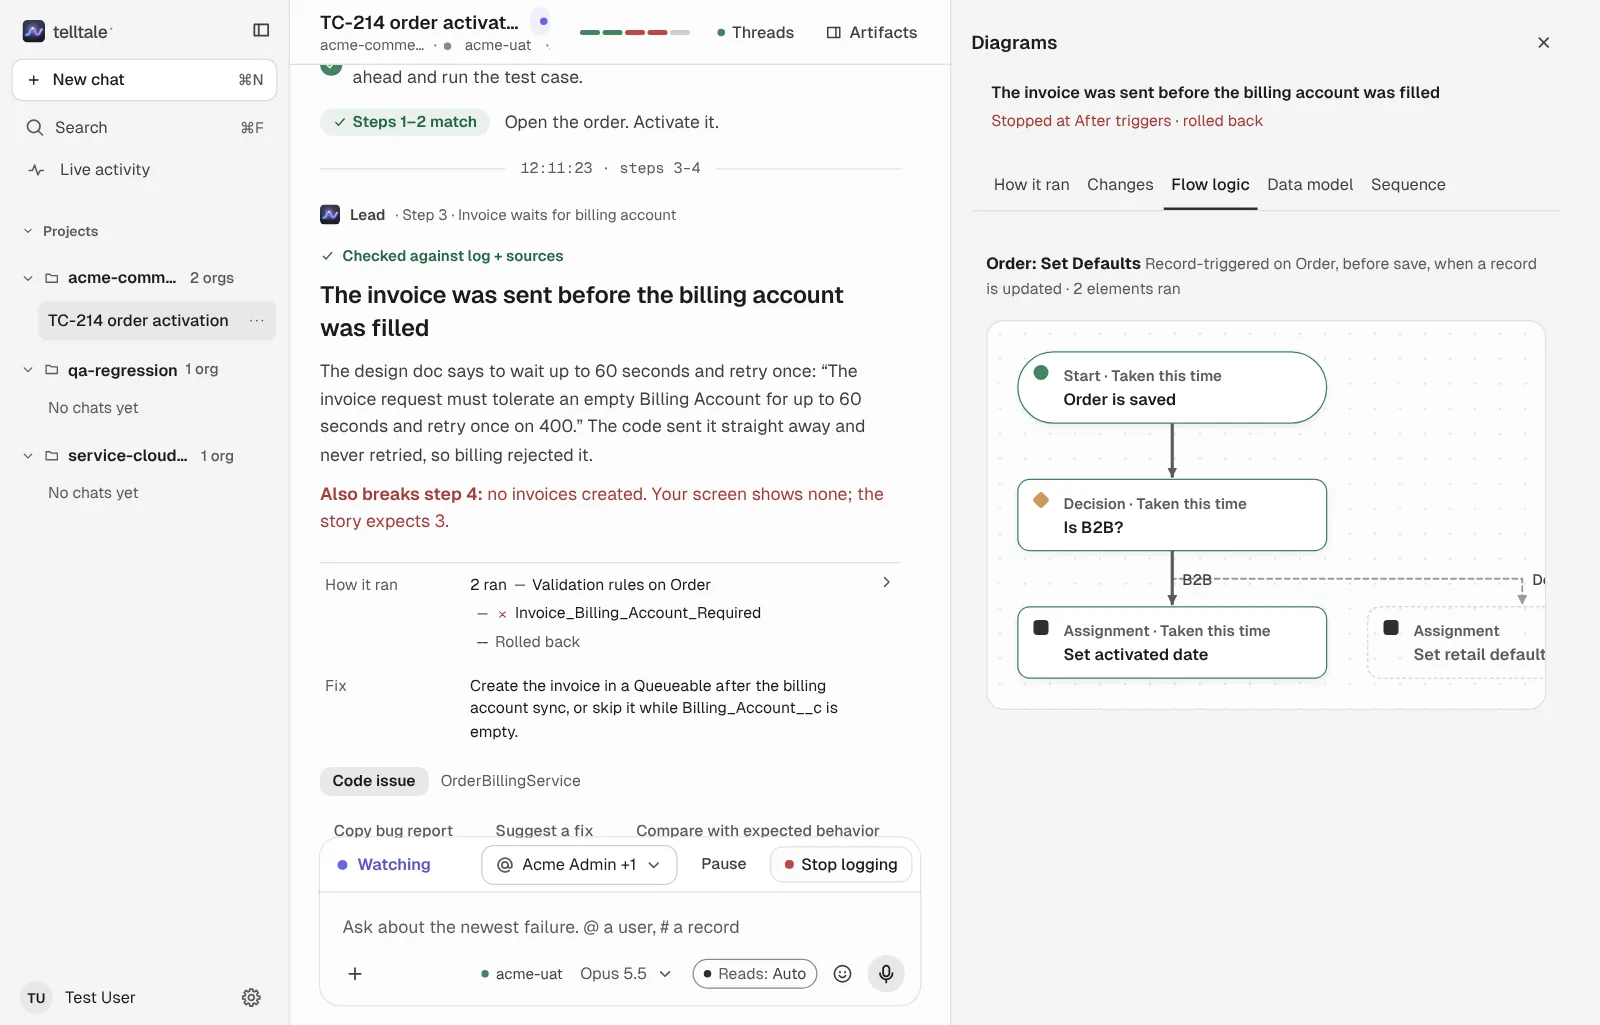 telltale
New chat ⌘N
Search ⌘F
Live activity
Projects
acme-comm... 2 orgs
TC-214 order activation ...
qa-regression 1 org
No chats yet
service-cloud... 1 org
No chats yet
TU Test User
TC-214 order activat...
acme-comme... · acme-uat ·
Threads
Artifacts
ahead and run the test case.
✓ Steps 1–2 match Open the order. Activate it.
12:11:23 · steps 3–4
Lead · Step 3 · Invoice waits for billing account
✓ Checked against log + sources
The invoice was sent before the billing account
was filled
The design doc says to wait up to 60 seconds and retry once: “The
invoice request must tolerate an empty Billing Account for up to 60
seconds and retry once on 400.” The code sent it straight away and
never retried, so billing rejected it.
Also breaks step 4: no invoices created. Your screen shows none; the
story expects 3.
How it ran 2 ran — Validation rules on Order
— × Invoice_Billing_Account_Required
— Rolled back
Fix Create the invoice in a Queueable after the billing
account sync, or skip it while Billing_Account__c is
empty.
Code issue OrderBillingService
Copy bug report Suggest a fix Compare with expected behavior
Watching @ Acme Admin +1 Pause Stop logging
Ask about the newest failure. @ a user, # a record
+ acme-uat Opus 5.5 Reads: Auto
Diagrams
The invoice was sent before the billing account was filled
Stopped at After triggers · rolled back
How it ran Changes Flow logic Data model Sequence
Order: Set Defaults Record-triggered on Order, before save, when a record
is updated · 2 elements ran
Start · Taken this time
Order is saved
Decision · Taken this time
Is B2B?
B2B
Assignment · Taken this time
Set activated date
Assignment
Set retail default